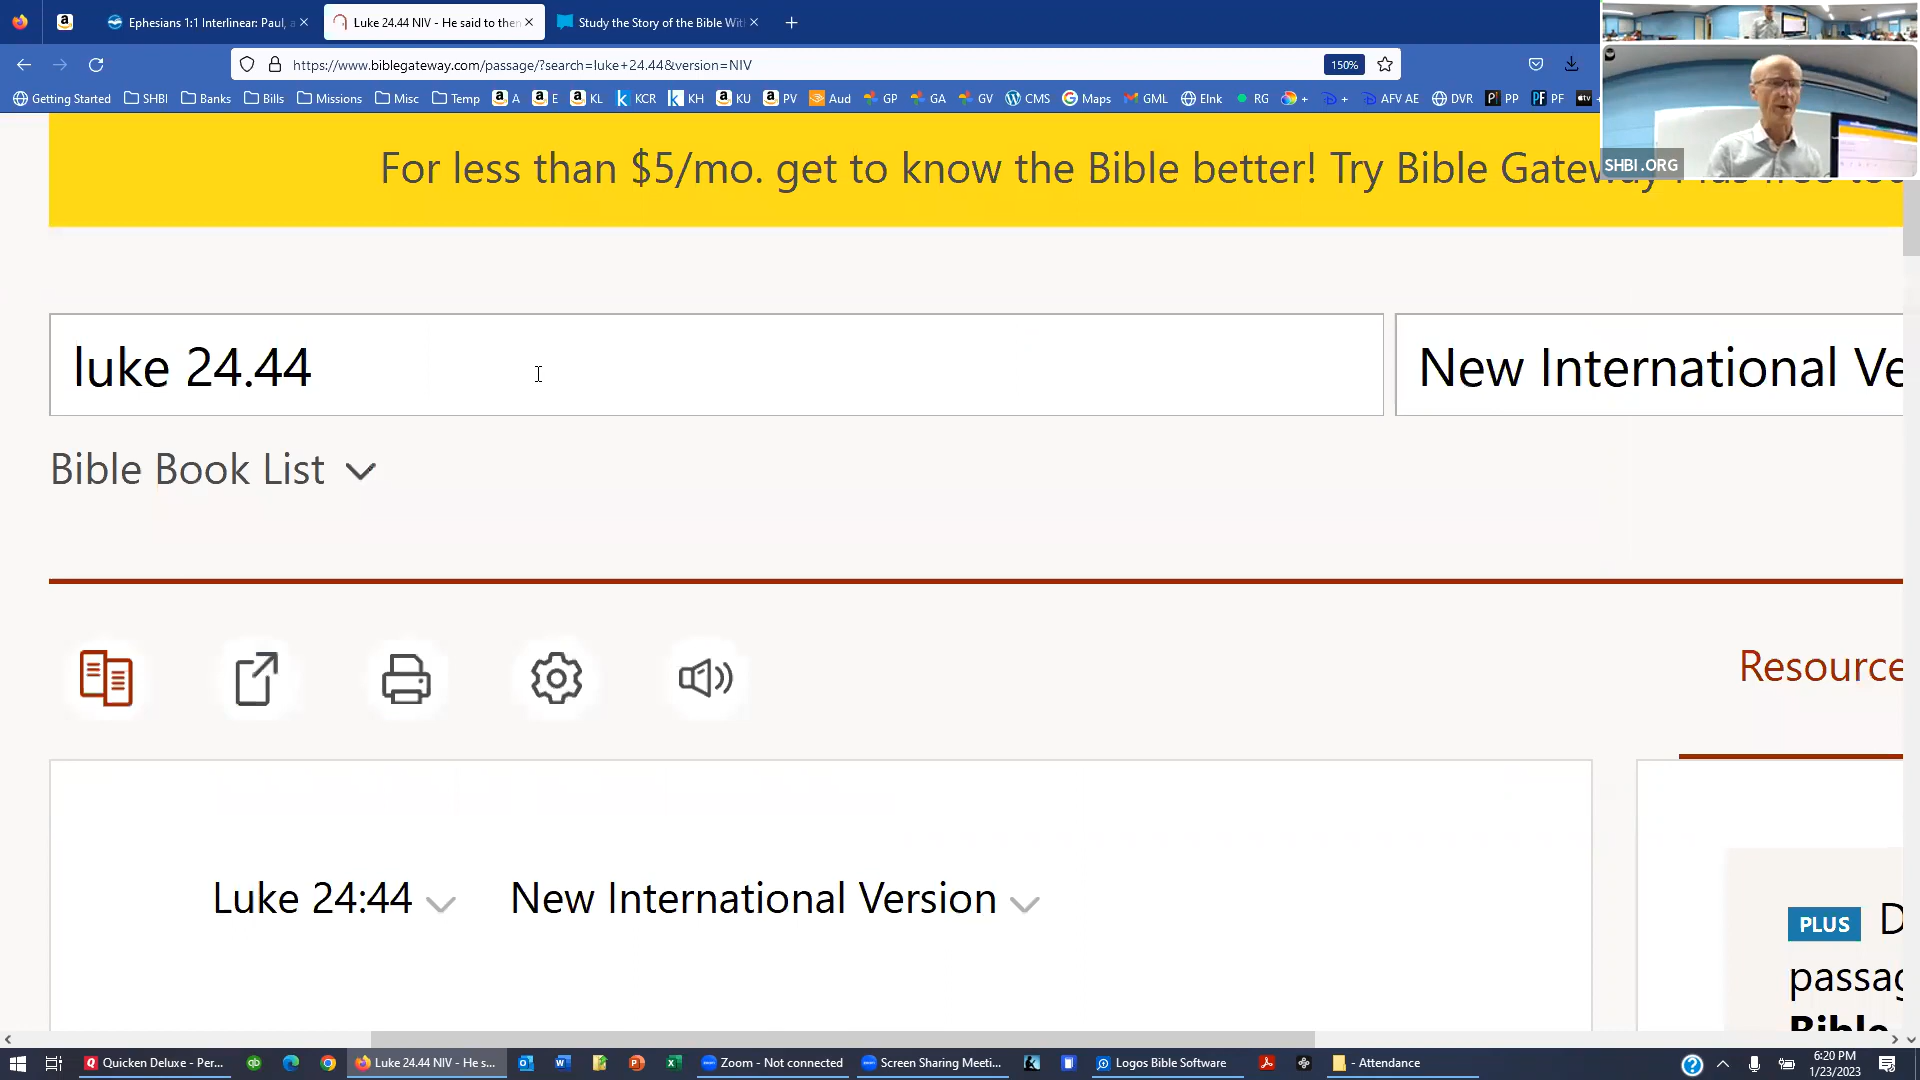 Ephesians 1:1 Interlinear: Paul, a
Luke 24.44 NIV - He said to then
Study the Story of the Bible Wit
https://www.biblegateway.com/passage/?search=luke+24.44&version=NIV
150%
Getting Started
SHBI
Banks
Bills
Missions
Misc
Temp
A
E
KL
KCR
KH
KU
PV
Aud
GP
GA
GV
CMS
Maps
GML
Elnk
RG
+
+
AFV AE
DVR
PP
PF
SHBI.ORG
For less than $5/mo. get to know the Bible better! Try Bible Gateway
luke 24.44
New International Ve
Bible Book List
Resource
Luke 24:44
New International Version
PLUS D
passag
Bible
Quicken Deluxe - Per...
Luke 24.44 NIV - He s...
Zoom - Not connected
Screen Sharing Meeti...
Logos Bible Software
- Attendance
6:20 PM
1/23/2023